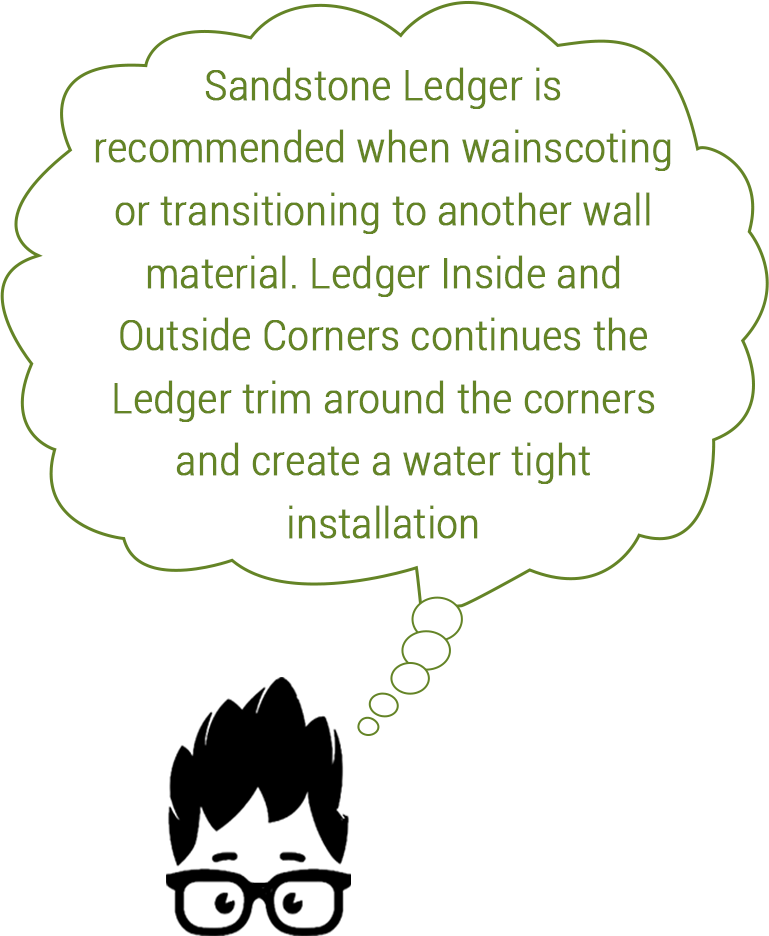 Sandstone Ledger is
recommended when wainscoting
or transitioning to another wall
material. Ledger Inside and
Outside Corners continues the
Ledger trim around the corners
and create a water tight
installation